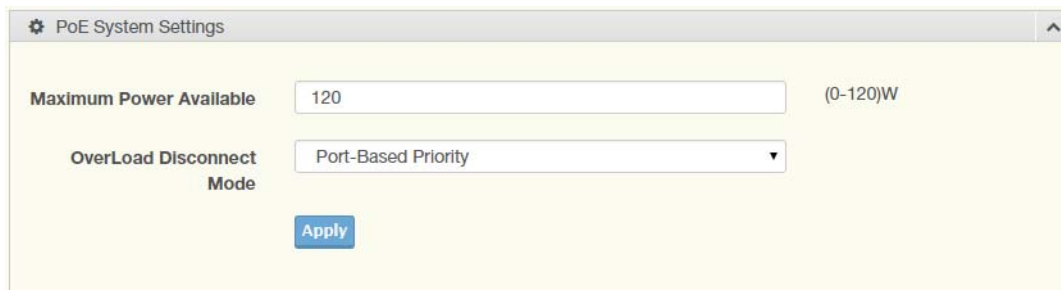 PoE System Settings
Maximum Power Available 120 (0-120)W
OverLoad Disconnect Port-Based Priority
Mode
Apply